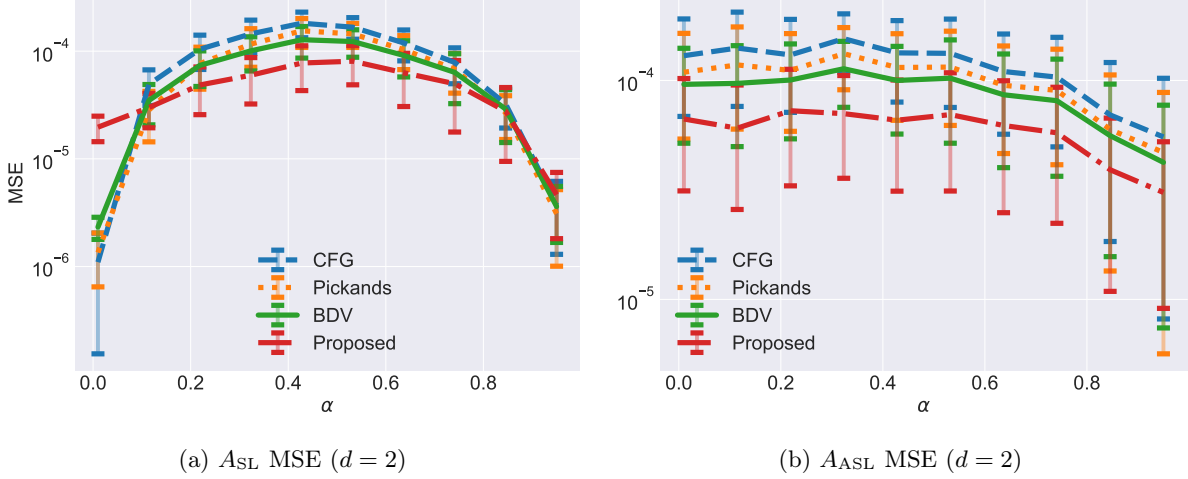 10⁻⁴
10⁻⁵
10⁻⁶
MSE
CFG
Pickands
BDV
Proposed
0.0 0.2 0.4 0.6 0.8
α
(a) A_SL MSE (d = 2)
10⁻⁴
10⁻⁵
CFG
Pickands
BDV
Proposed
0.0 0.2 0.4 0.6 0.8
α
(b) A_ASL MSE (d = 2)